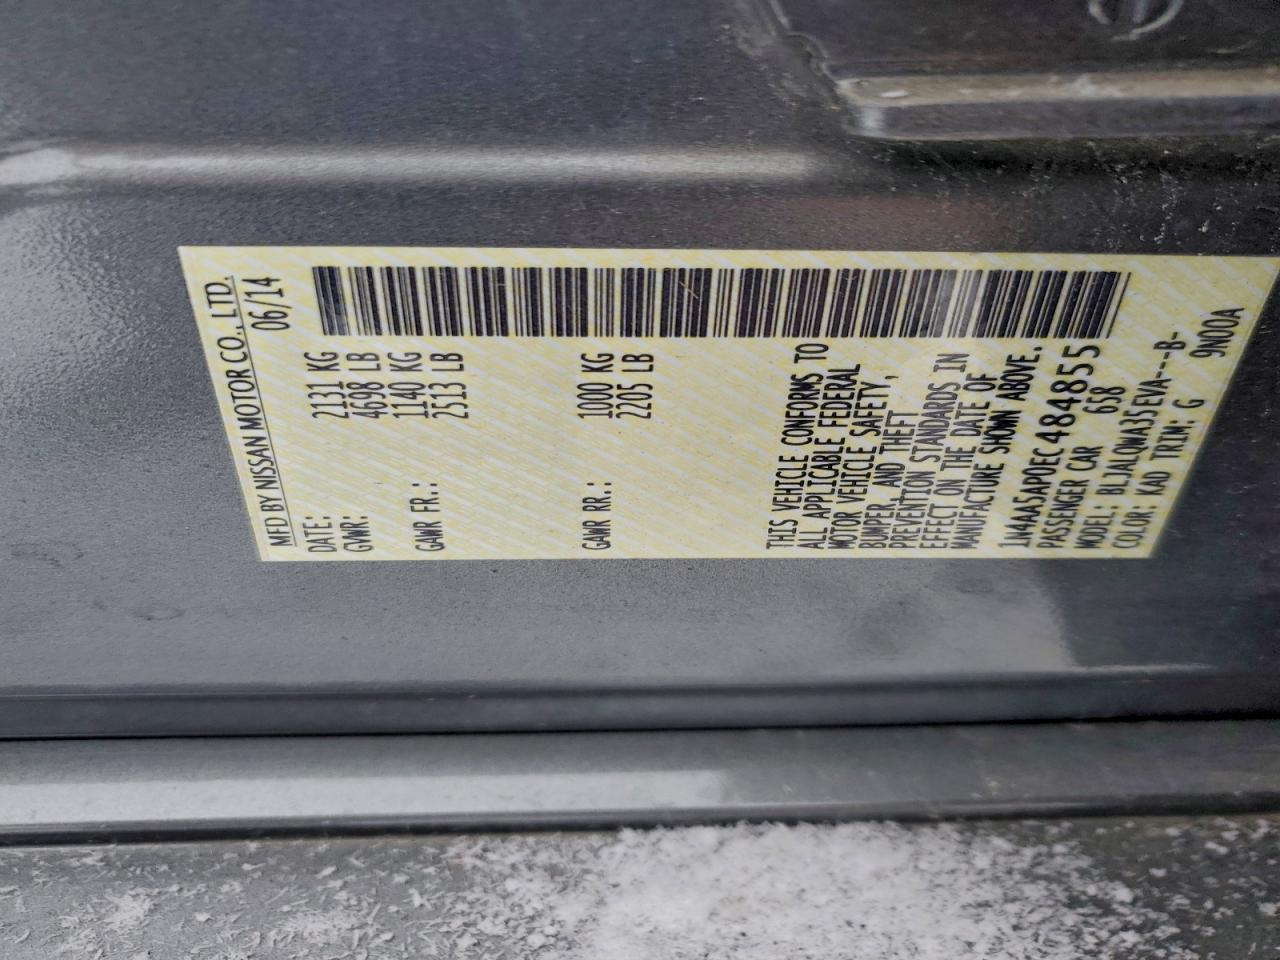 MFD BY NISSAN MOTOR CO., LTD.
DATE: 06/14
GVWR: 2131 KG
4698 LB
GAWR FR.: 1140 KG
2513 LB
GAWR RR.: 1000 KG
2205 LB
THIS VEHICLE CONFORMS TO
ALL APPLICABLE FEDERAL
MOTOR VEHICLE SAFETY,
BUMPER, AND THEFT
PREVENTION STANDARDS IN
EFFECT ON THE DATE OF
MANUFACTURE SHOWN ABOVE.
1N4AA5AP0EC484855
PASSENGER CAR 658
MODEL: BLJALQWA35EVA---B-
COLOR: KAD TRIM: G 9N00A